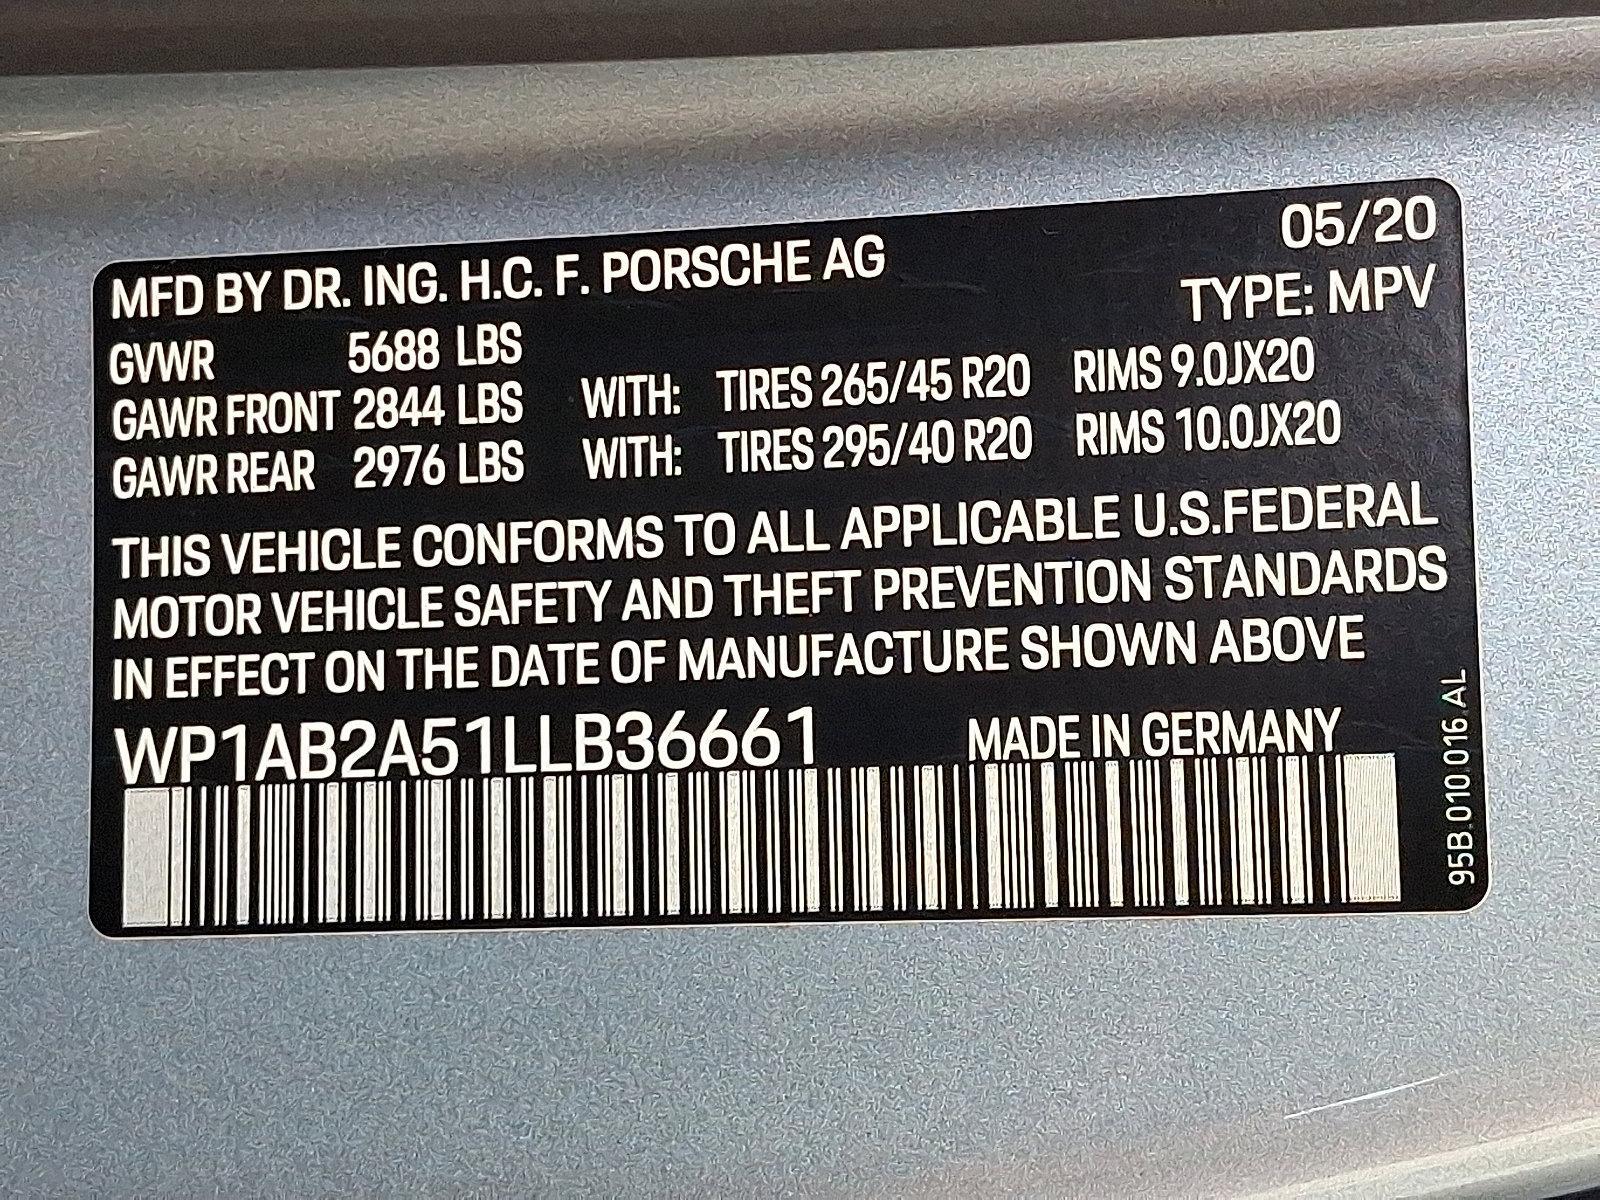 MFD BY DR. ING. H.C. F. PORSCHE AG 05/20
TYPE: MPV
GVWR 5688 LBS
GAWR FRONT 2844 LBS WITH: TIRES 265/45 R20 RIMS 9.0JX20
GAWR REAR 2976 LBS WITH: TIRES 295/40 R20 RIMS 10.0JX20
THIS VEHICLE CONFORMS TO ALL APPLICABLE U.S.FEDERAL
MOTOR VEHICLE SAFETY AND THEFT PREVENTION STANDARDS
IN EFFECT ON THE DATE OF MANUFACTURE SHOWN ABOVE
WP1AB2A51LLB36661 MADE IN GERMANY
95B.010.016.AL